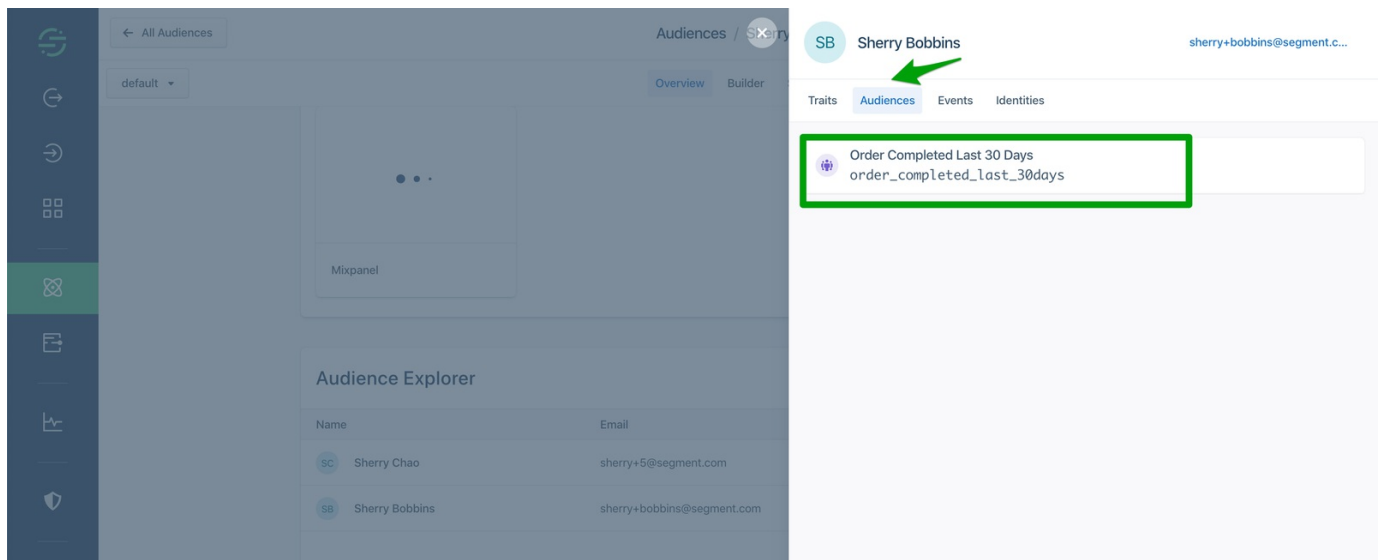 ← All Audiences
Audiences / Sherry
default
Overview Builder
Mixpanel
Audience Explorer
Name Email
SC Sherry Chao sherry+5@segment.com
SB Sherry Bobbins sherry+bobbins@segment.com
SB Sherry Bobbins sherry+bobbins@segment.c...
Traits Audiences Events Identities
Order Completed Last 30 Days
order_completed_last_30days